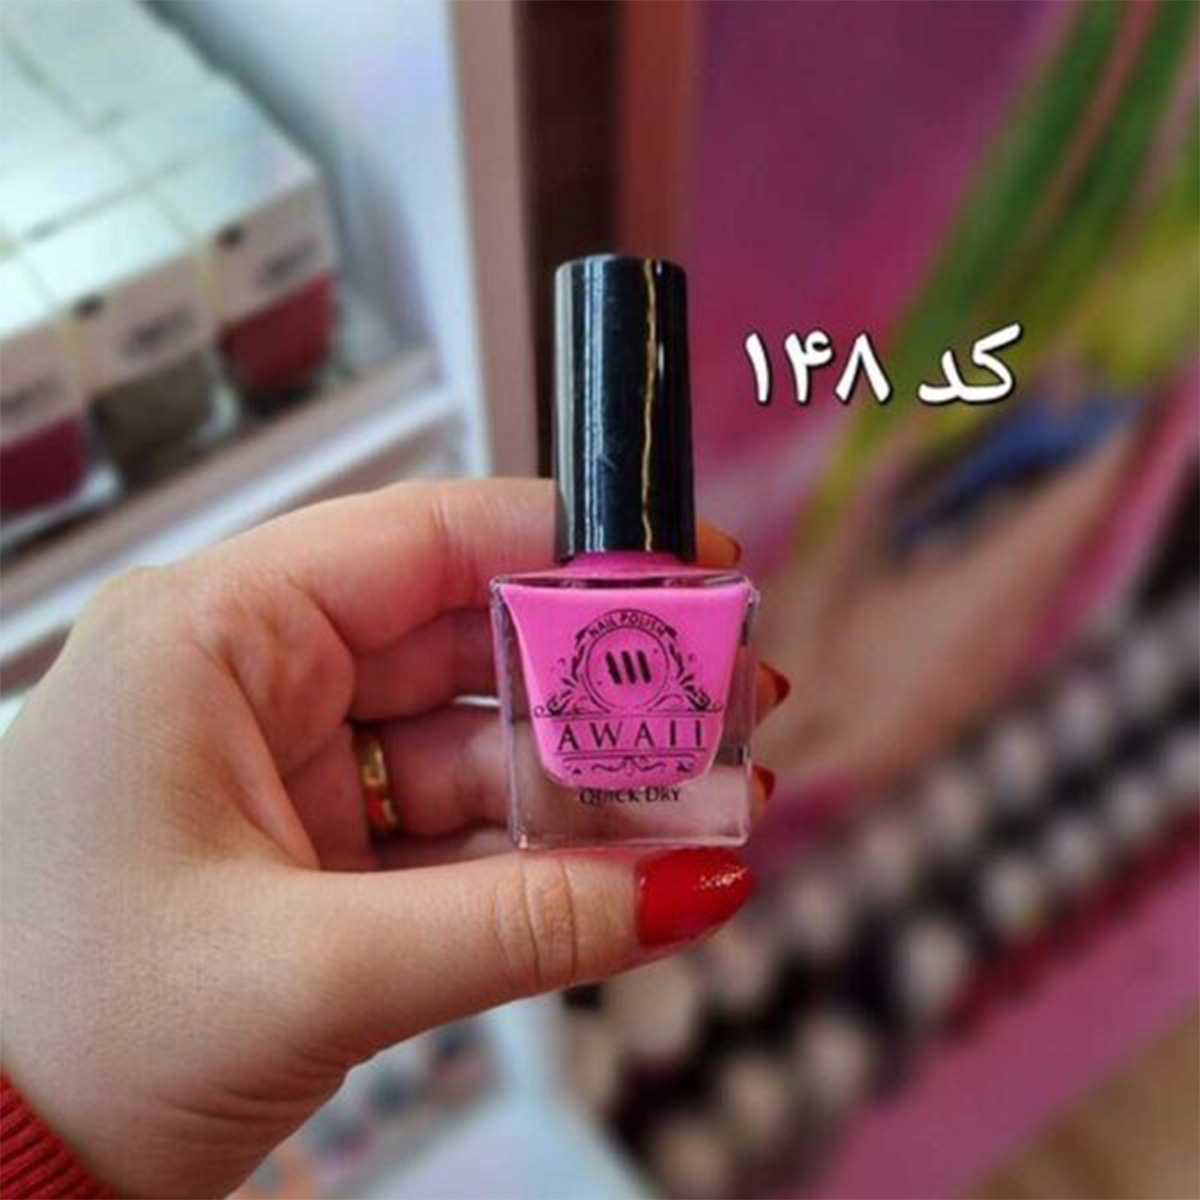 کد ۱۴۸
NAIL POLISH
AWAII
QUICK DRY